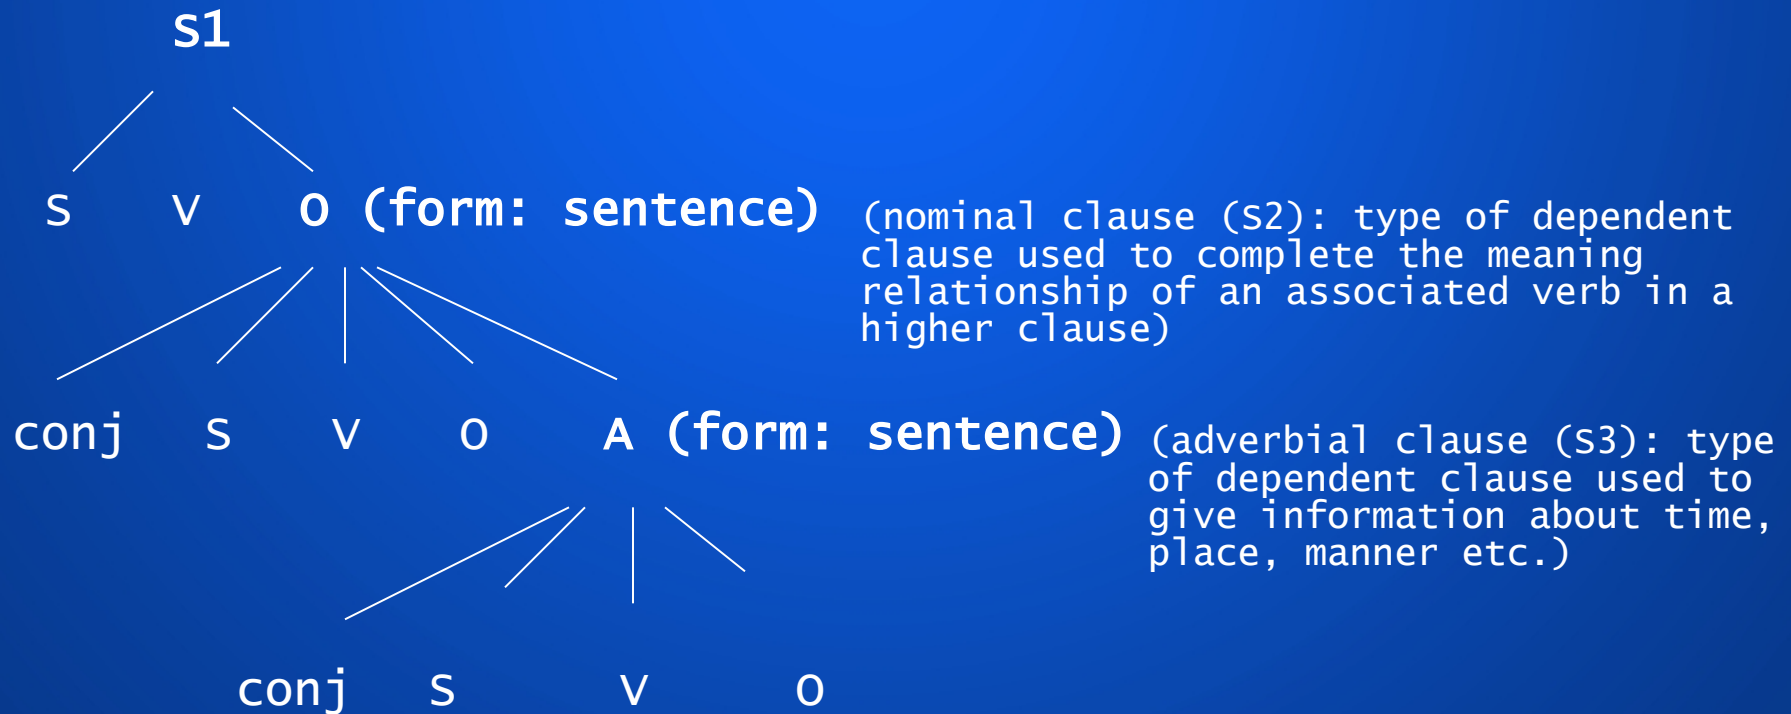 S1
S V O (form: sentence) (nominal clause (S2): type of dependent
clause used to complete the meaning
relationship of an associated verb in a
higher clause)
conj S V O A (form: sentence) (adverbial clause (S3): type
of dependent clause used to
give information about time,
place, manner etc.)
conj S V O